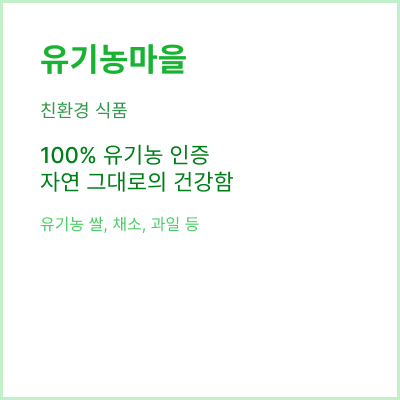 유기농마을
친환경 식품
100% 유기농 인증
자연 그대로의 건강함
유기농 쌀, 채소, 과일 등